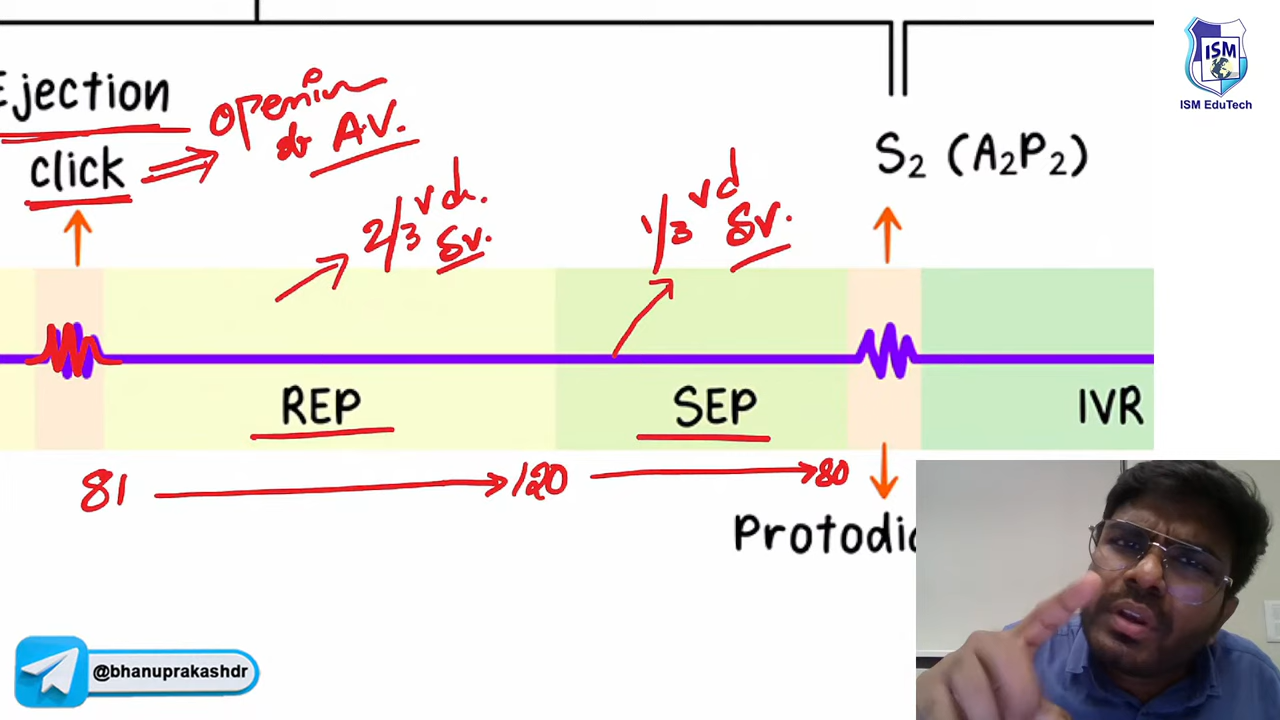 Ejection
click
opening
of A.V.
2/3rd.
SV.
1/3rd
SV.
S₂ (A₂P₂)
REP
SEP
IVR
81
120
80
Protodic
@bhanuprakashdr
ISM
ISM EduTech